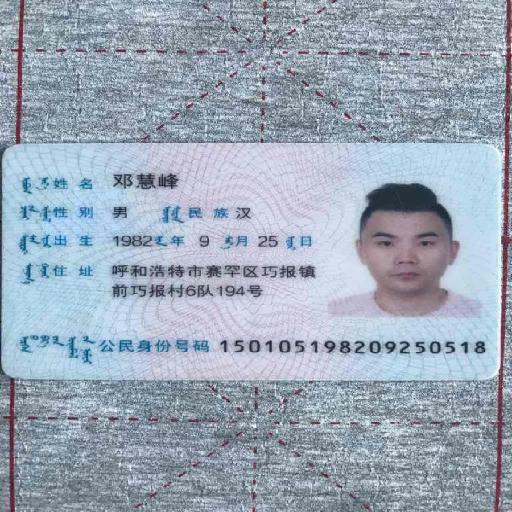 姓名 邓慧峰
性别 男 民族 汉
出生 1982 年 9 月 25 日
住址 呼和浩特市赛罕区巧报镇
前巧报村6队194号
公民身份号码 150105198209250518